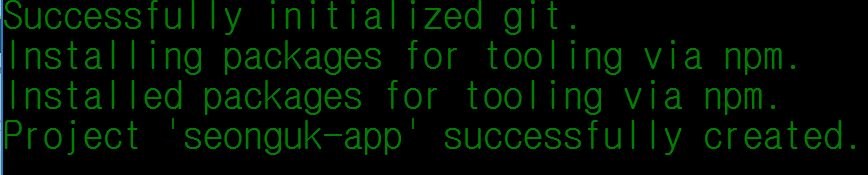 Successfully initialized git.
Installing packages for tooling via npm.
Installed packages for tooling via npm.
Project 'seonguk-app' successfully created.